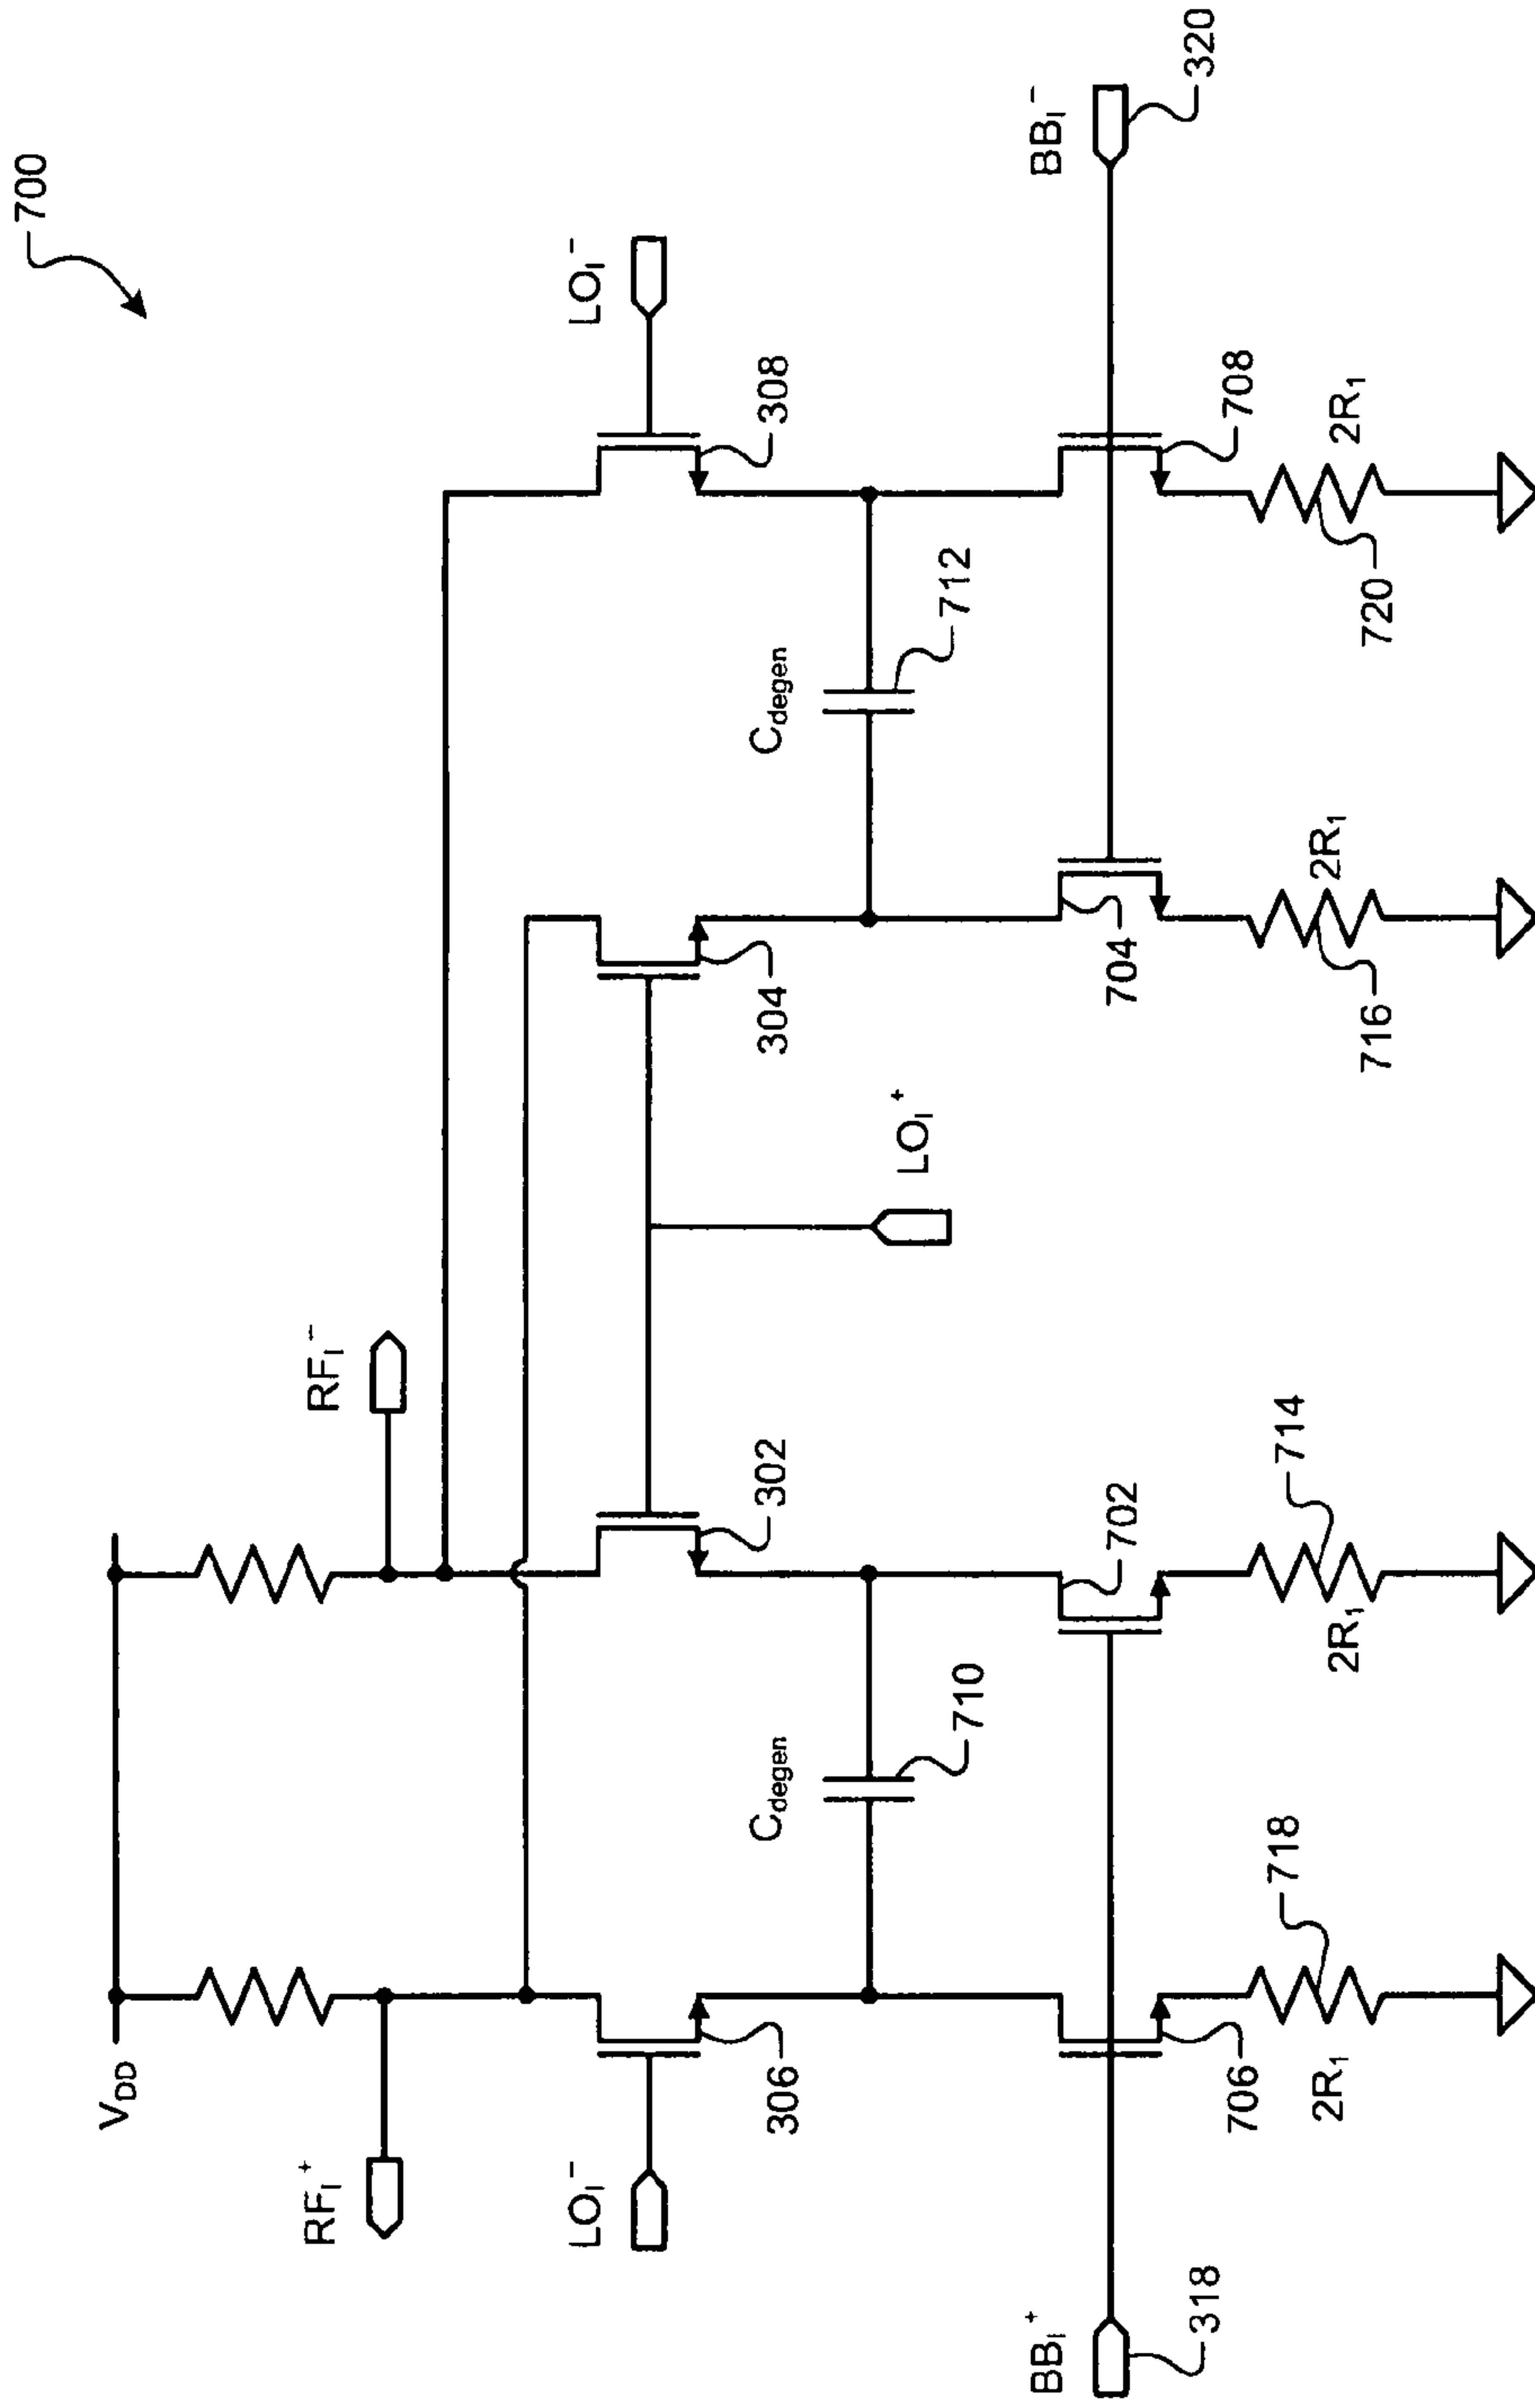 700
V_DD
RF_I^+
RF_I^-
LO_I^-
306
302
LO_I^+
304
308
LO_I^-
C_degen
710
C_degen
712
BB_I^+
318
706
702
704
708
BB_I^-
320
2R_1
718
2R_1
714
716
2R_1
720
2R_1